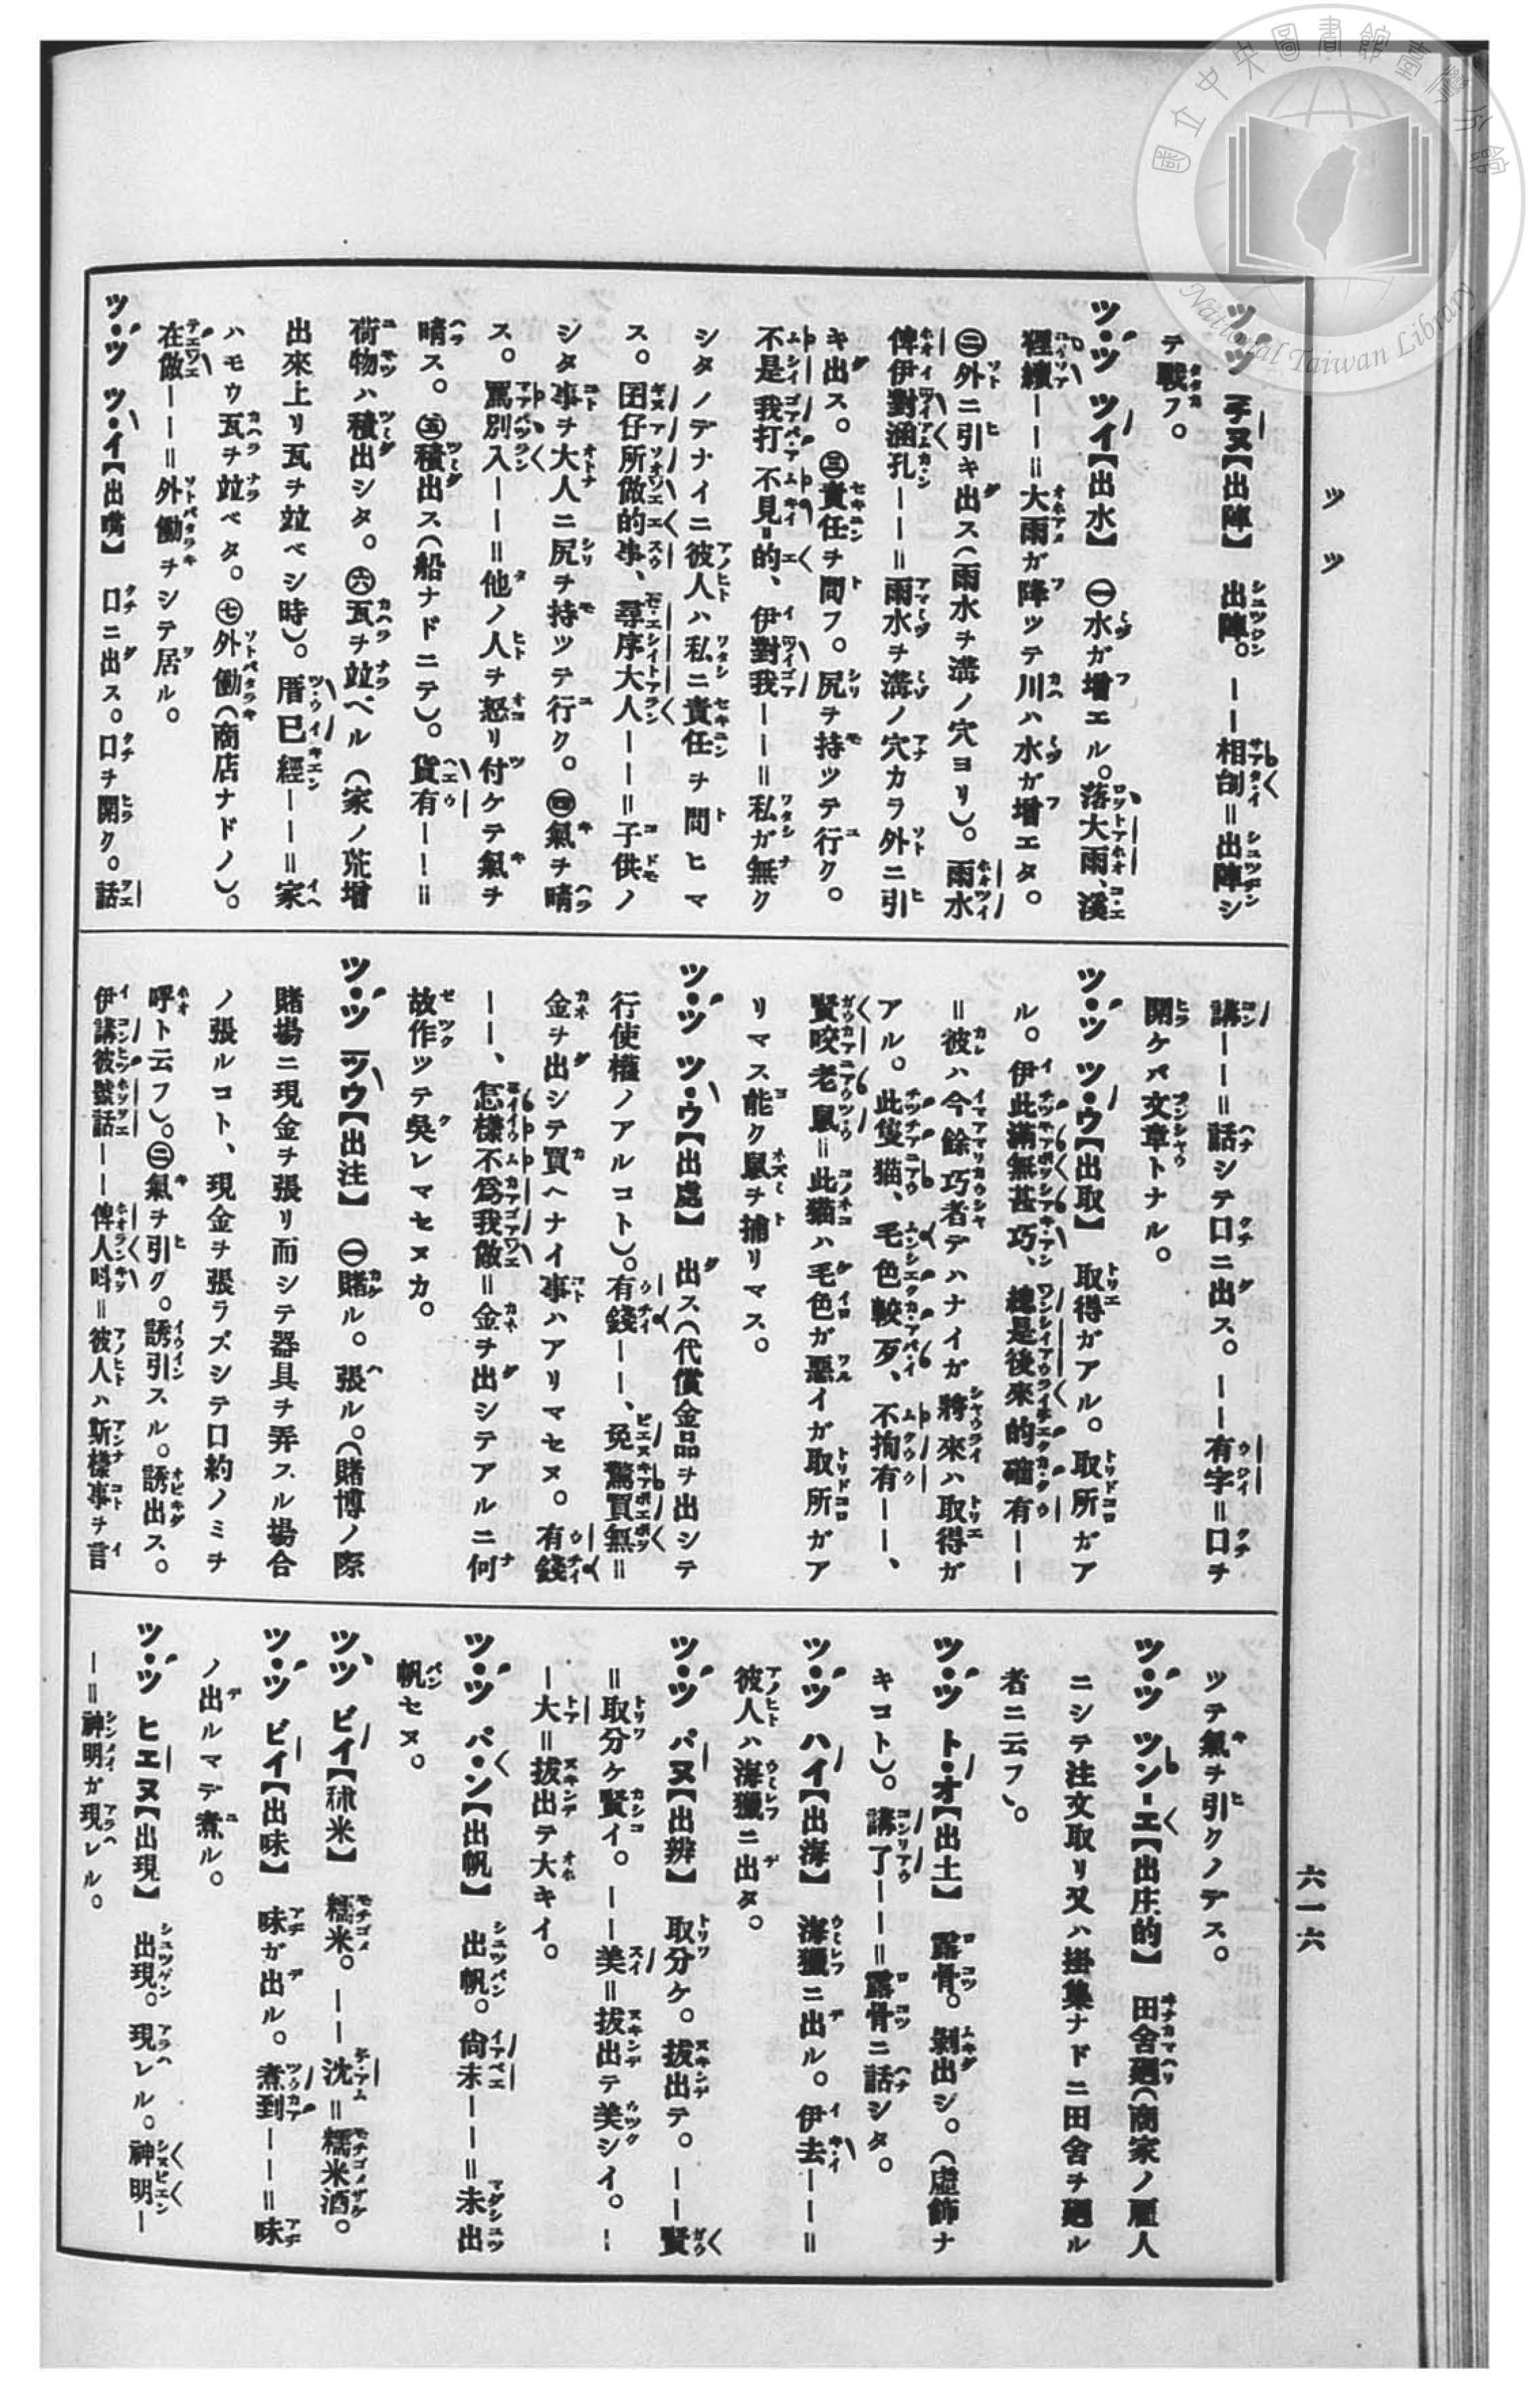 國立中央圖書館臺灣分館
National Taiwan Library
ツツ
六一六
ツ・ツ 【出陣】 出陣。——相刣＝出陣シ
テ戰フ。
ツ・ツ ツイ【出水】 ㊀水ガ增エル。落大雨、溪
裡續——＝大雨ガ降ッテ川ハ水ガ增エタ。
㊁外ニ引キ出ス（雨水ヲ溝ノ穴ヨリ）。雨水
俾伊對涵孔——＝雨水ヲ溝ノ穴カラ外ニ引
キ出ス。㊂責任ヲ問フ。尻ヲ持ツテ行ク。
不是我打不見的、伊對我——＝私ガ無ク
シタノデナイニ彼人ハ私ニ責任ヲ問ヒマ
ス。囝仔所做的事、尋序大人——＝子供ノ
シタ事ヲ大人ニ尻ヲ持ツテ行ク。㊃氣ヲ晴
ス。罵別人——＝他ノ人ヲ怒リ付ケテ氣ヲ
晴ス。㊄積出ス（船ナドニテ）。貨有——＝
荷物ハ積出シタ。㊅瓦ヲ竝ベル（家ノ荒增
出來上リ瓦ヲ竝ベシ時）。厝已經——＝家
ハモウ瓦ヲ竝ベタ。㊆外働（商店ナドノ）。
在做——＝外働ヲシテ居ル。
ツ・ツ ツ・イ【出嘴】 口ニ出ス。口ヲ開ク。話
講——＝話シテ口ニ出ス。——有字＝口ヲ
開ケバ文章トナル。
ツ・ツ ツ・ウ【出取】 取得ガアル。取所ガア
ル。伊此滿無甚巧、總是後來的確有——
＝彼ハ今餘巧者デハナイガ將來ハ取得ガ
アル。此隻猫、毛色較歹、不拘有——、
賢咬老鼠＝此猫ハ毛色ガ惡イガ取所ガア
リマス能ク鼠ヲ捕リマス。
ツ・ツ ツ・ウ【出處】 出ス（代償金品ヲ出シテ
行使權ノアルコト）。有錢——、免驚買無＝
金ヲ出シテ買ヘナイ事ハアリマセヌ。有錢
——、怎樣不爲我做＝金ヲ出シテアルニ何
故作ツテ吳レマセヌカ。
ツ・ツ ツウ【出注】 ㊀賭ル。張ル。（賭博ノ際
賭場ニ現金ヲ張リ而シテ器具ヲ弄スル場合
ノ張ルコト、現金ヲ張ラズシテ口約ノミヲ
呼ト云フ）。㊁氣ヲ引ク。誘引スル。誘出ス。
伊講彼號話——俾人＝彼人ハ斯樣事ヲ言
ツテ氣ヲ引クノデス。
ツ・ツ ツン-エ【出庄的】 田舍廻（商家ノ雇人
ニシテ注文取リ又ハ掛集ナドニ田舍ヲ廻ル
者ニ云フ）。
ツ・ツ ト・オ【出土】 露骨。剝出シ。（虛飾ナ
キコト）。講了——＝露骨ニ話シタ。
ツ・ツ ハイ【出海】 海獵ニ出ル。伊去——＝
彼人ハ海獵ニ出タ。
ツ・ツ パヌ【出辨】 取分ケ。拔出テ。——賢
＝取分ケ賢イ。——美＝拔出テ美シイ。—
—大＝拔出テ大キイ。
ツ・ツ パ・ン【出帆】 出帆。尙未——＝未出
帆セヌ。
ツツ ビイ【秫米】 糯米。——沈＝糯米酒。
ツ・ツ ビイ【出味】 味ガ出ル。煮到——＝味
ノ出ルマデ煮ル。
ツ・ツ ヒエヌ【出現】 出現。現レル。神明—
—＝神明ガ現レル。